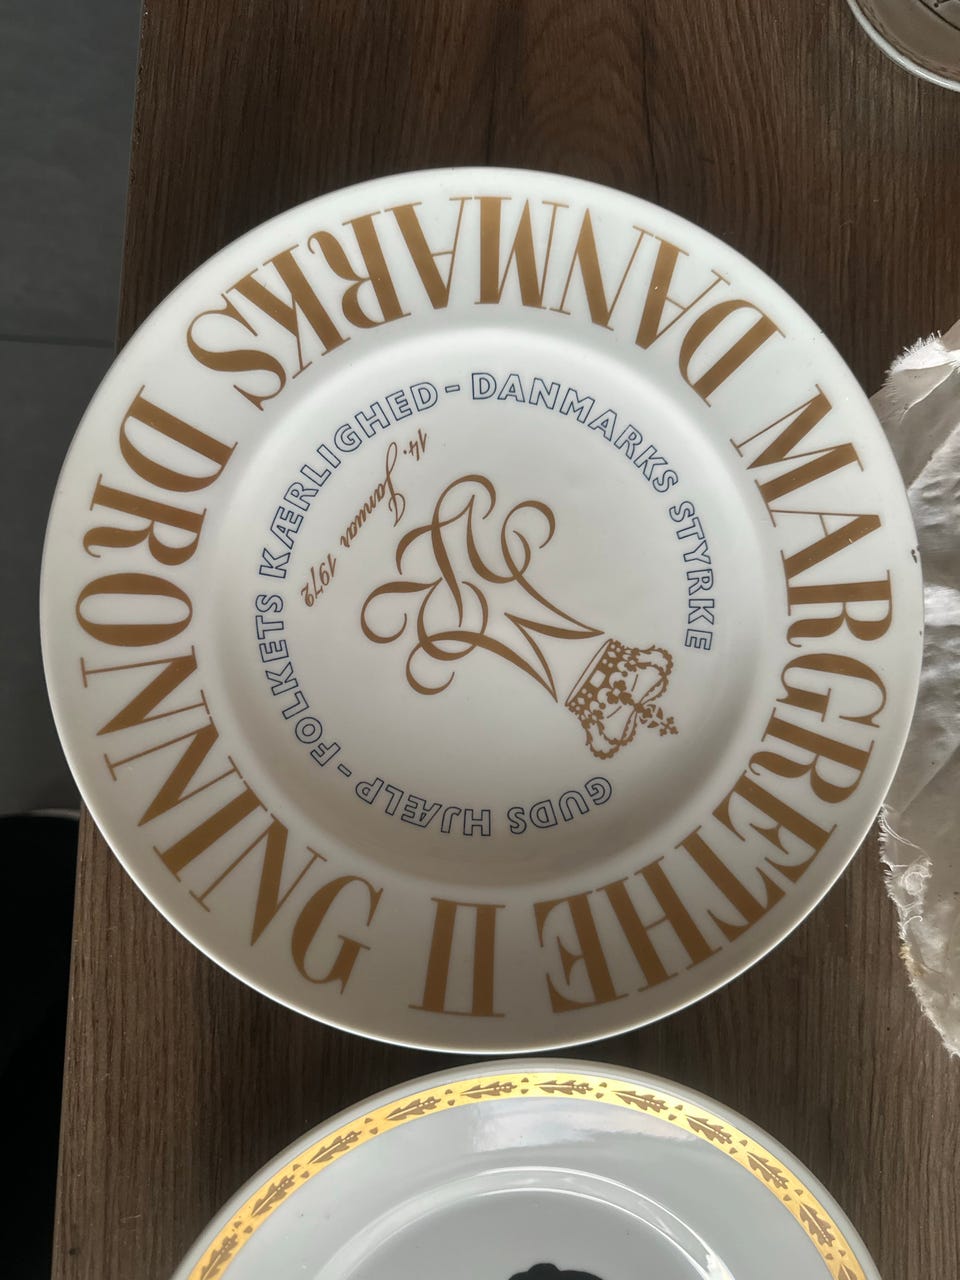 MARGRETHE II
DANMARKS DRONNING
GUDS HJÆLP - FOLKETS KÆRLIGHED - DANMARKS STYRKE
14. Januar 1972